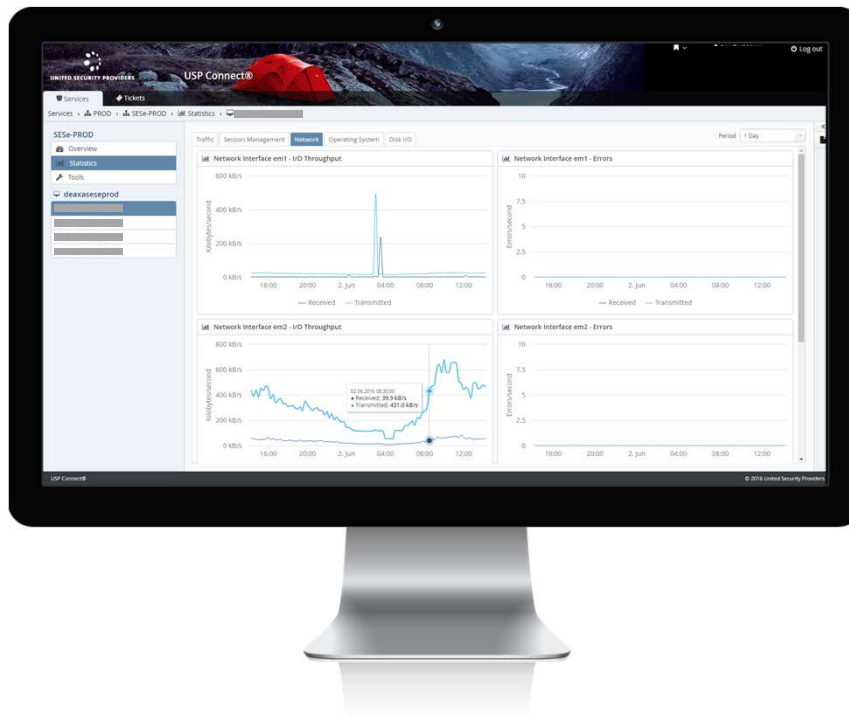 UNITED SECURITY PROVIDERS
USP Connect®
Log out
Services
Tickets
Services › PROD › SESe-PROD › Statistics ›
SESe-PROD
Overview
Statistics
Tools
deaxaseseprod
Traffic
Session Management
Network
Operating System
Disk I/O
Period
1 Day
Network Interface em1 - I/O Throughput
Kilobytes/second
600 kB/s
400 kB/s
200 kB/s
0 kB/s
16:00 20:00 2. Jun 04:00 08:00 12:00
Received Transmitted
Network Interface em1 - Errors
Errors/second
10
7.5
5
2.5
0
16:00 20:00 2. Jun 04:00 08:00 12:00
Received Transmitted
Network Interface em2 - I/O Throughput
Kilobytes/second
800 kB/s
600 kB/s
400 kB/s
200 kB/s
0 kB/s
02.06.2016 08:30:00
Received: 39.9 kB/s
Transmitted: 431.0 kB/s
16:00 20:00 2. Jun 04:00 08:00 12:00
Network Interface em2 - Errors
Errors/second
10
7.5
5
2.5
0
16:00 20:00 2. Jun 04:00 08:00 12:00
USP Connect®
© 2016 United Security Providers